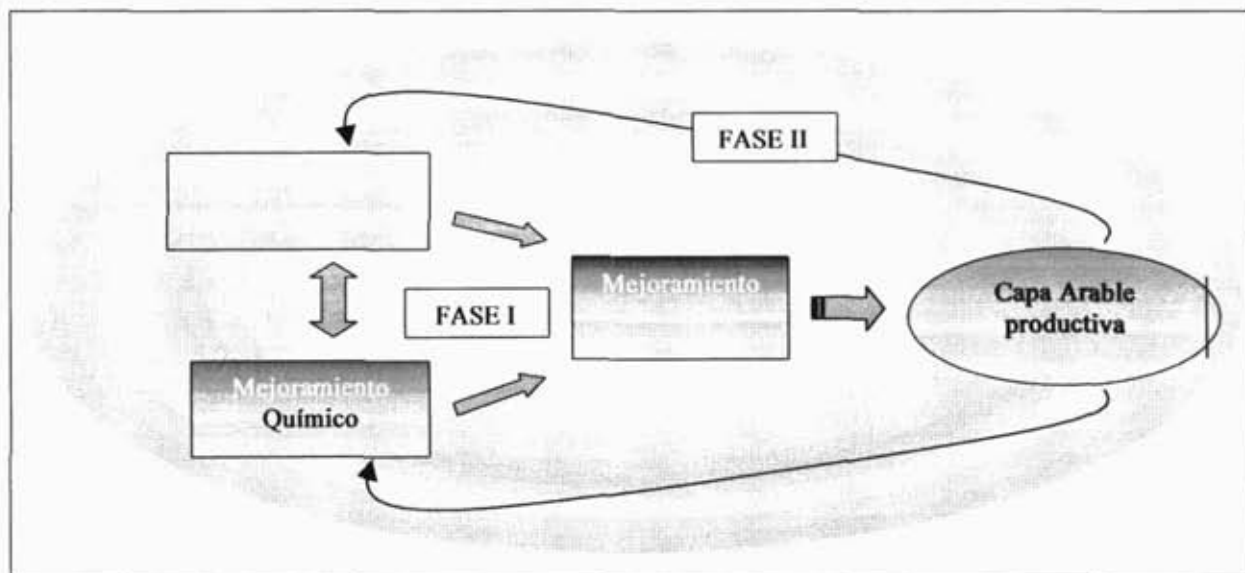 FASE II
FASE I
Mejoramiento
Capa Arable
productiva
Mejoramiento
Químico